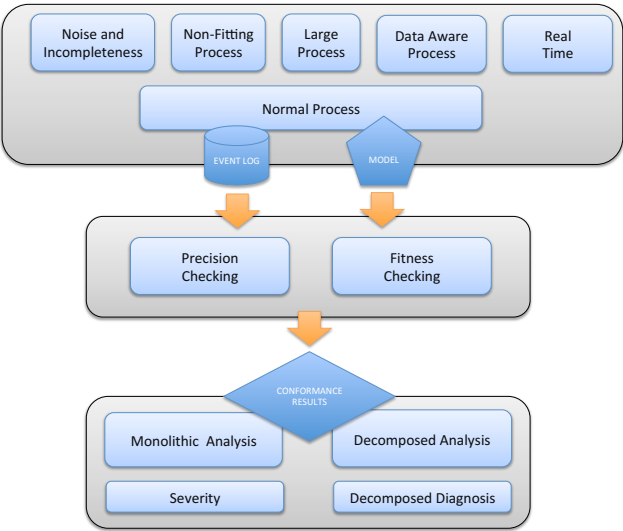 Noise and
Incompleteness
Non-Fitting
Process
Large
Process
Data Aware
Process
Real
Time
Normal Process
EVENT LOG
MODEL
Precision
Checking
Fitness
Checking
CONFORMANCE
RESULTS
Monolithic Analysis
Decomposed Analysis
Severity
Decomposed Diagnosis